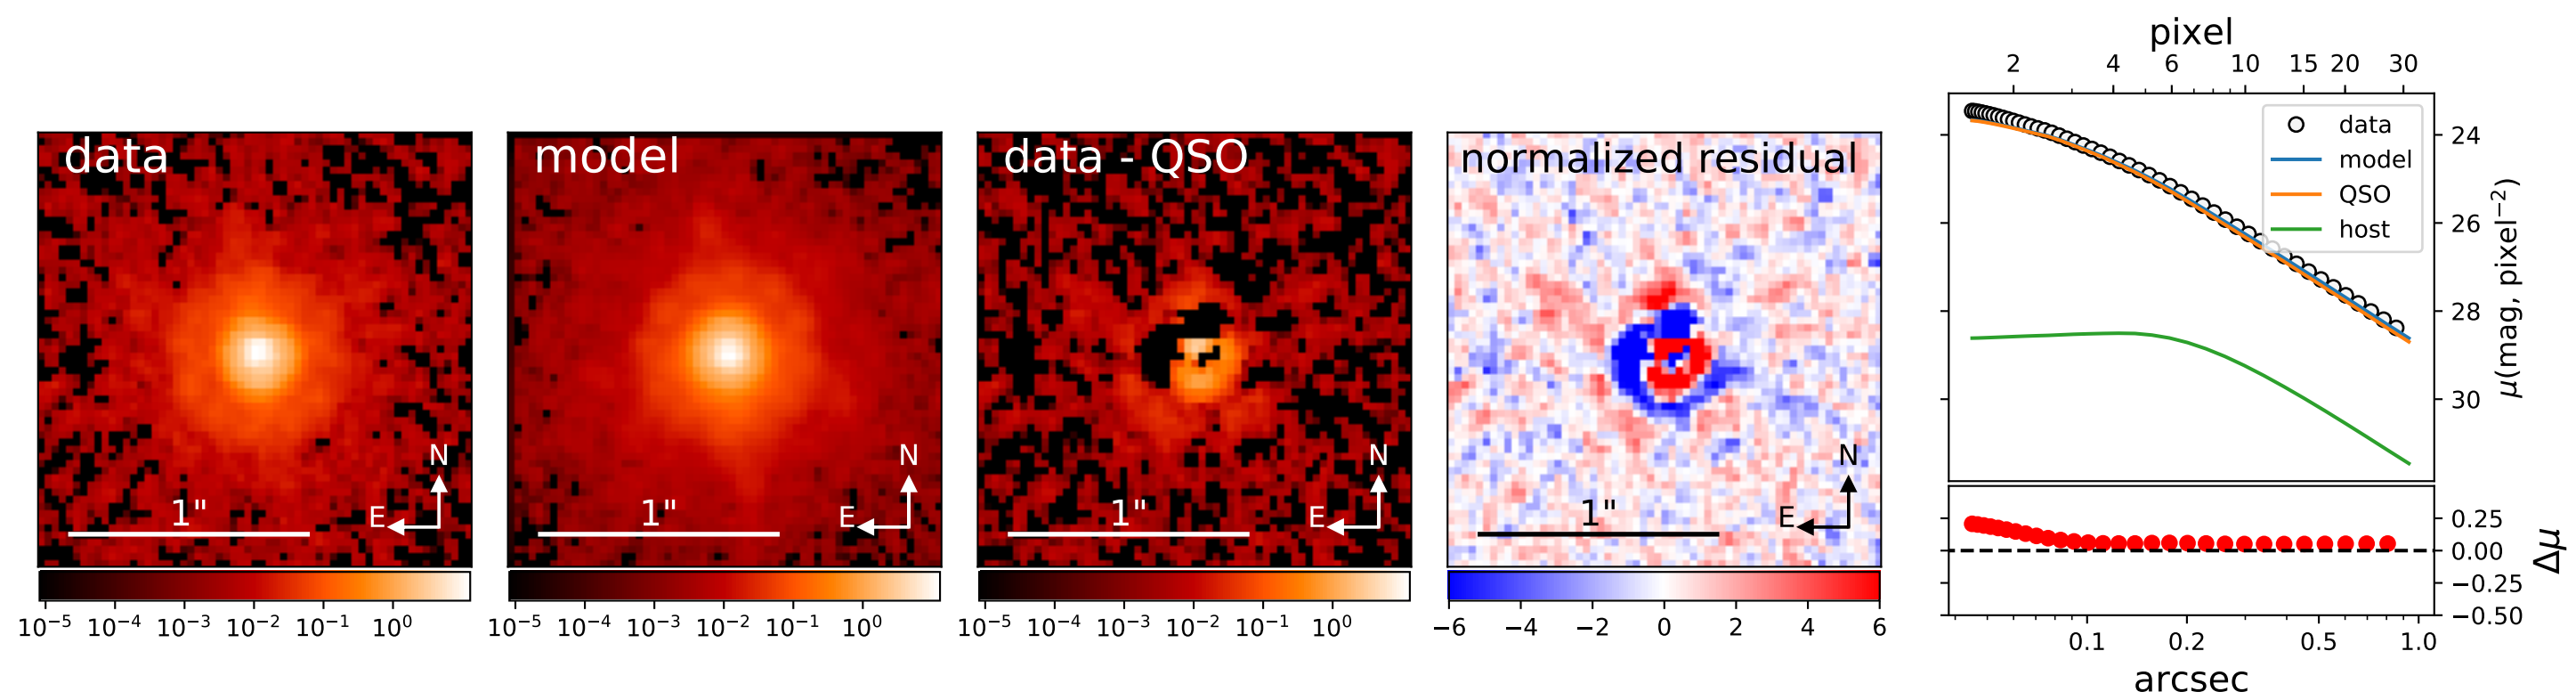 data
1"
N
E
10⁻⁵ 10⁻⁴ 10⁻³ 10⁻² 10⁻¹ 10⁰
model
1"
N
E
10⁻⁵ 10⁻⁴ 10⁻³ 10⁻² 10⁻¹ 10⁰
data - QSO
1"
N
E
10⁻⁵ 10⁻⁴ 10⁻³ 10⁻² 10⁻¹ 10⁰
normalized residual
1"
N
E
−6 −4 −2 0 2 4 6
pixel
2 4 6 10 15 20 30
data
model
QSO
host
24
26
28
30
μ(mag, pixel⁻²)
0.25
0.00
−0.25
−0.50
Δμ
0.1 0.2 0.5 1.0
arcsec